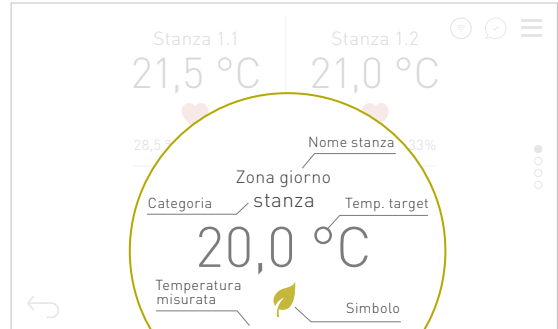 Stanza 1.1
Stanza 1.2
21,5 °C
21,0 °C
28,5
33%
Nome stanza
Zona giorno
Categoria
stanza
Temp. target
20,0 °C
Temperatura
misurata
Simbolo